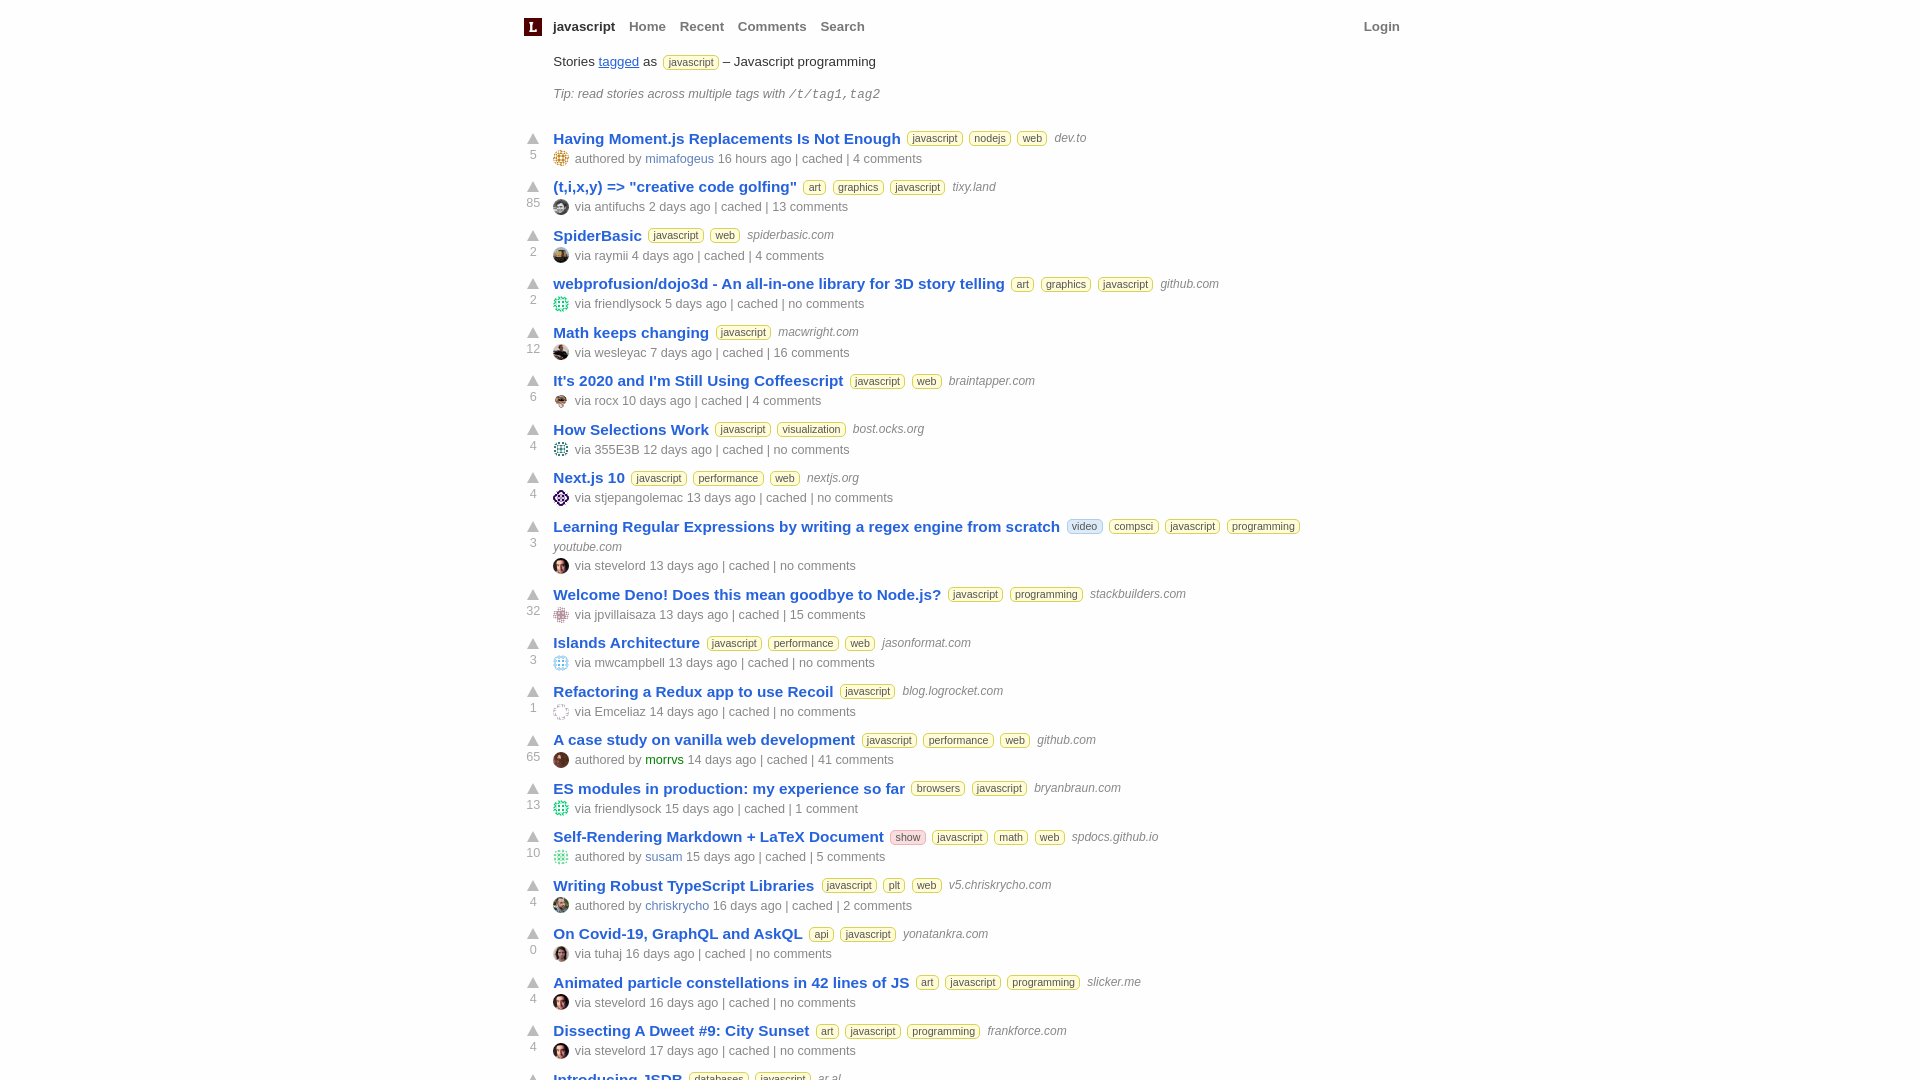 L javascript Home Recent Comments Search Login
Stories tagged as javascript – Javascript programming
Tip: read stories across multiple tags with /t/tag1,tag2
Having Moment.js Replacements Is Not Enough javascript nodejs web dev.to
5 authored by mimafogeus 16 hours ago | cached | 4 comments
(t,i,x,y) => "creative code golfing" art graphics javascript tixy.land
85 via antifuchs 2 days ago | cached | 13 comments
SpiderBasic javascript web spiderbasic.com
2 via raymii 4 days ago | cached | 4 comments
webprofusion/dojo3d - An all-in-one library for 3D story telling art graphics javascript github.com
2 via friendlysock 5 days ago | cached | no comments
Math keeps changing javascript macwright.com
12 via wesleyac 7 days ago | cached | 16 comments
It's 2020 and I'm Still Using Coffeescript javascript web braintapper.com
6 via rocx 10 days ago | cached | 4 comments
How Selections Work javascript visualization bost.ocks.org
4 via 355E3B 12 days ago | cached | no comments
Next.js 10 javascript performance web nextjs.org
4 via stjepangolemac 13 days ago | cached | no comments
Learning Regular Expressions by writing a regex engine from scratch video compsci javascript programming
youtube.com
3 via stevelord 13 days ago | cached | no comments
Welcome Deno! Does this mean goodbye to Node.js? javascript programming stackbuilders.com
32 via jpvillaisaza 13 days ago | cached | 15 comments
Islands Architecture javascript performance web jasonformat.com
3 via mwcampbell 13 days ago | cached | no comments
Refactoring a Redux app to use Recoil javascript blog.logrocket.com
1 via Emceliaz 14 days ago | cached | no comments
A case study on vanilla web development javascript performance web github.com
65 authored by morrvs 14 days ago | cached | 41 comments
ES modules in production: my experience so far browsers javascript bryanbraun.com
13 via friendlysock 15 days ago | cached | 1 comment
Self-Rendering Markdown + LaTeX Document show javascript math web spdocs.github.io
10 authored by susam 15 days ago | cached | 5 comments
Writing Robust TypeScript Libraries javascript plt web v5.chriskrycho.com
4 authored by chriskrycho 16 days ago | cached | 2 comments
On Covid-19, GraphQL and AskQL api javascript yonatankra.com
0 via tuhaj 16 days ago | cached | no comments
Animated particle constellations in 42 lines of JS art javascript programming slicker.me
4 via stevelord 16 days ago | cached | no comments
Dissecting A Dweet #9: City Sunset art javascript programming frankforce.com
4 via stevelord 17 days ago | cached | no comments
Introducing JSDB databases javascript ar.al